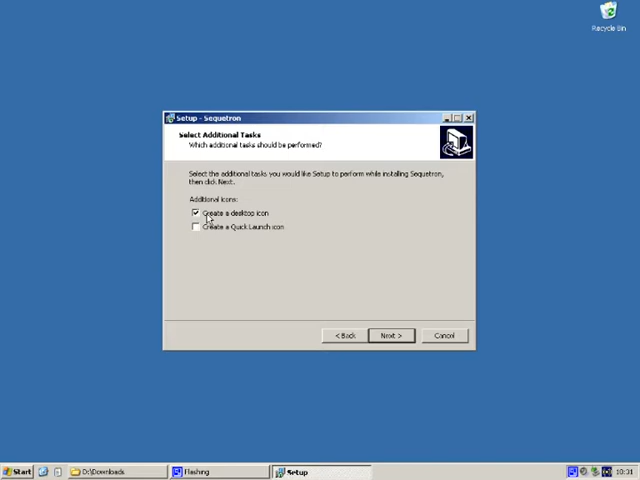 Recycle Bin
Setup - Sequetron
Select Additional Tasks
Which additional tasks should be performed?
Select the additional tasks you would like Setup to perform while installing Sequetron,
then click Next.
Additional icons:
Create a desktop icon
Create a Quick Launch icon
< Back
Next >
Cancel
Start
D:\Downloads
Flashing
Setup
10:31